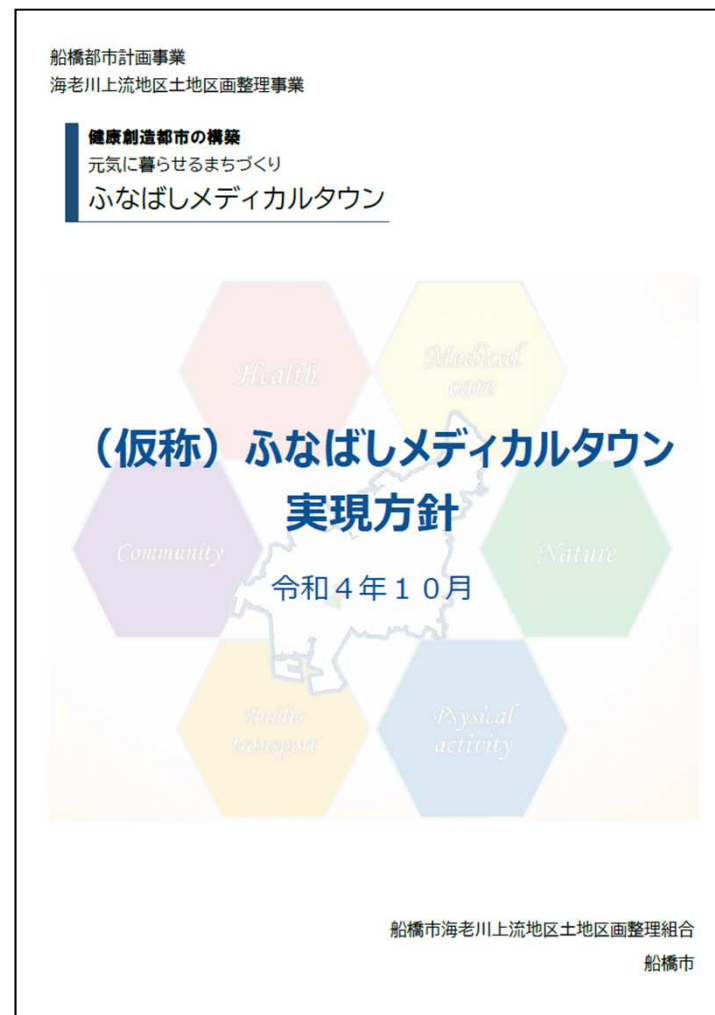 船橋都市計画事業
海老川上流地区土地区画整理事業
健康創造都市の構築
元気に暮らせるまちづくり
ふなばしメディカルタウン
Health
Medical
care
（仮称）ふなばしメディカルタウン
実現方針
Community
Nature
令和４年１０月
Public
transport
Psysical
activity
船橋市海老川上流地区土地区画整理組合
船橋市